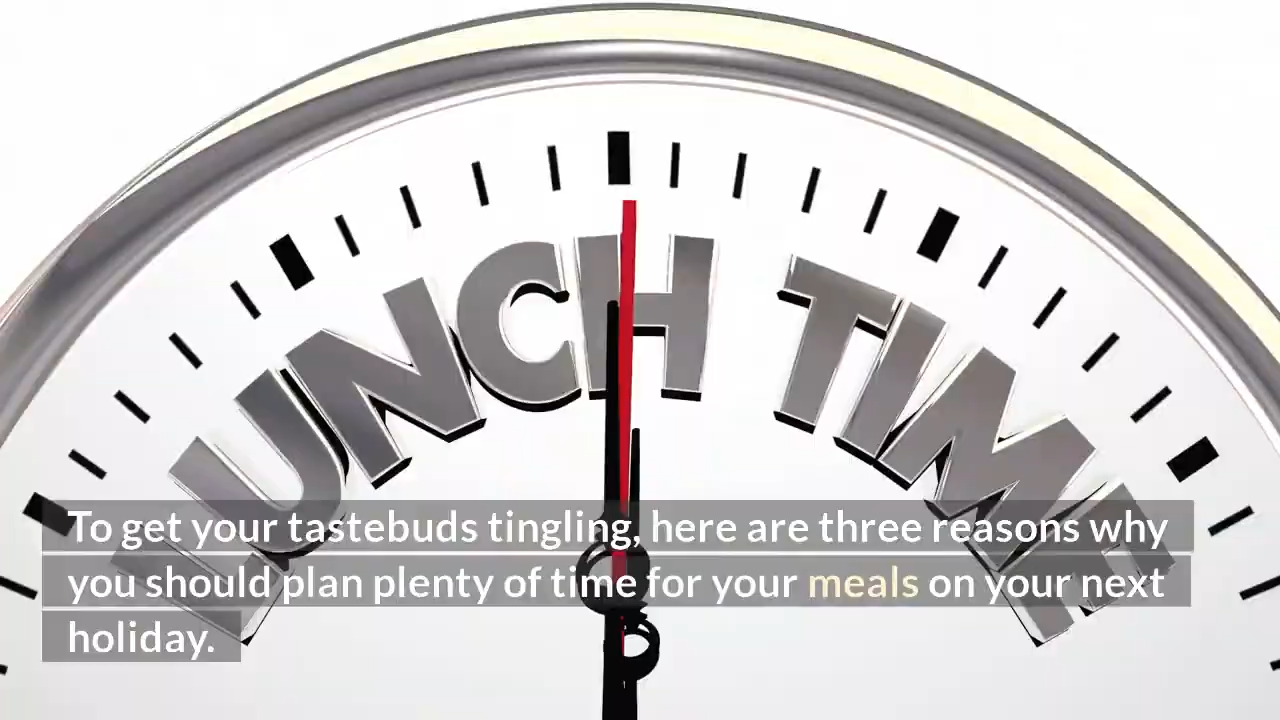 LUNCH TIME
To get your tastebuds tingling, here are three reasons why
you should plan plenty of time for your meals on your next
holiday.